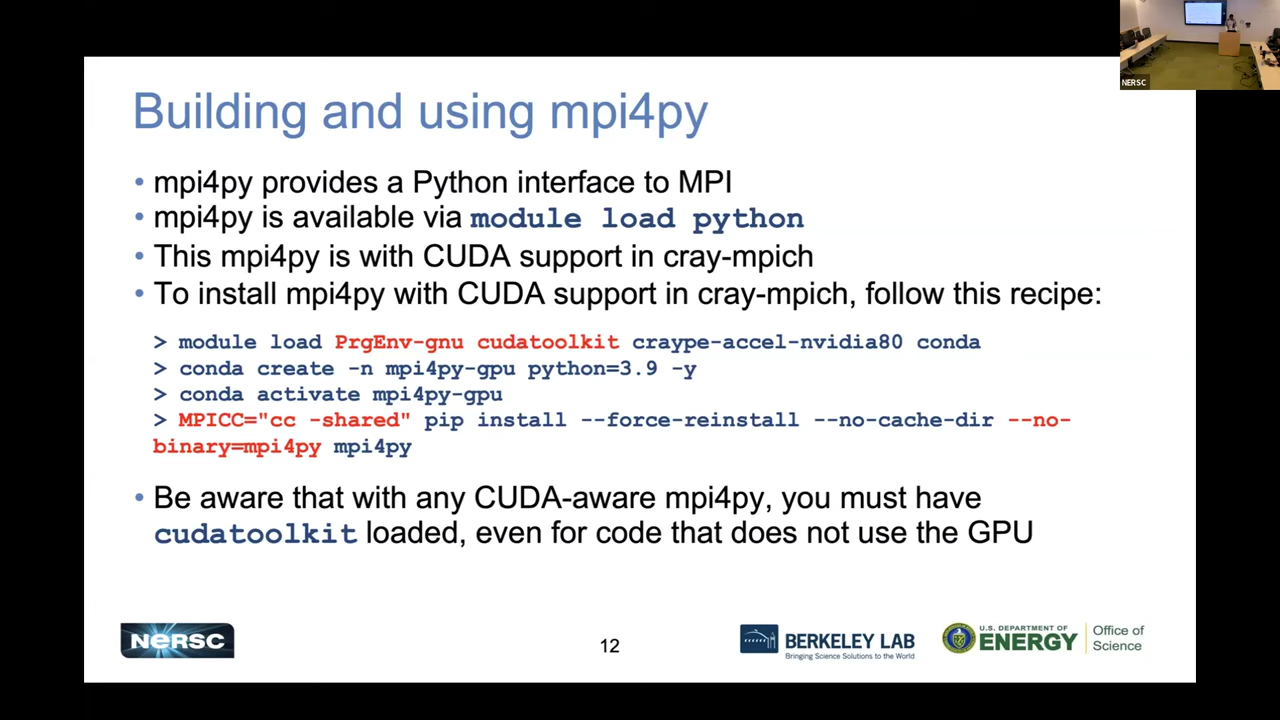 NERSC
Building and using mpi4py
• mpi4py provides a Python interface to MPI
• mpi4py is available via module load python
• This mpi4py is with CUDA support in cray-mpich
• To install mpi4py with CUDA support in cray-mpich, follow this recipe:
> module load PrgEnv-gnu cudatoolkit craype-accel-nvidia80 conda
> conda create -n mpi4py-gpu python=3.9 -y
> conda activate mpi4py-gpu
> MPICC="cc -shared" pip install --force-reinstall --no-cache-dir --no-
binary=mpi4py mpi4py
• Be aware that with any CUDA-aware mpi4py, you must have
cudatoolkit loaded, even for code that does not use the GPU
NERSC
12
BERKELEY LAB
Bringing Science Solutions to the World
U.S. DEPARTMENT OF
ENERGY
Office of
Science